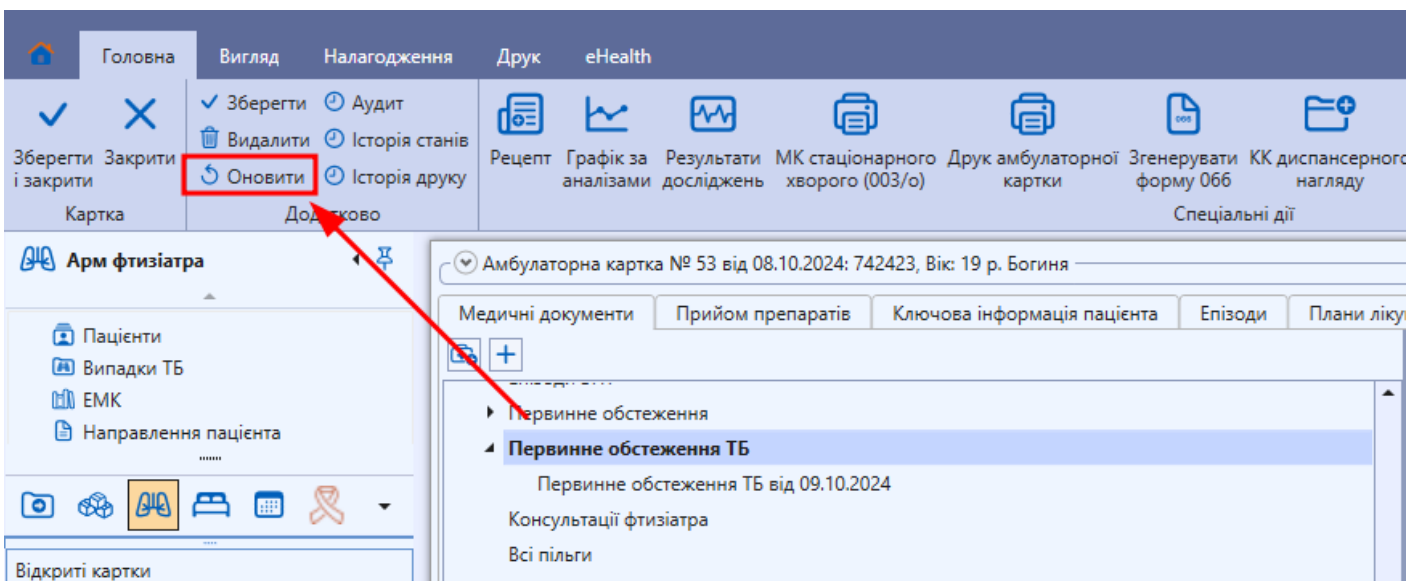 Головна Вигляд Налагодження Друк eHealth
Зберегти і закрити
Закрити
Картка
Зберегти
Видалити
Оновити
Аудит
Історія станів
Історія друку
Додатково
Рецепт
Графік за аналізами
Результати досліджень
МК стаціонарного хворого (003/о)
Друк амбулаторної картки
Згенерувати форму 066
КК диспансерного нагляду
Спеціальні дії
Арм фтизіатра
Пацієнти
Випадки ТБ
ЕМК
Направлення пацієнта
Відкриті картки
Амбулаторна картка № 53 від 08.10.2024: 742423, Вік: 19 р. Богиня
Медичні документи Прийом препаратів Ключова інформація пацієнта Епізоди Плани ліку
Первинне обстеження
Первинне обстеження ТБ
Первинне обстеження ТБ від 09.10.2024
Консультації фтизіатра
Всі пільги